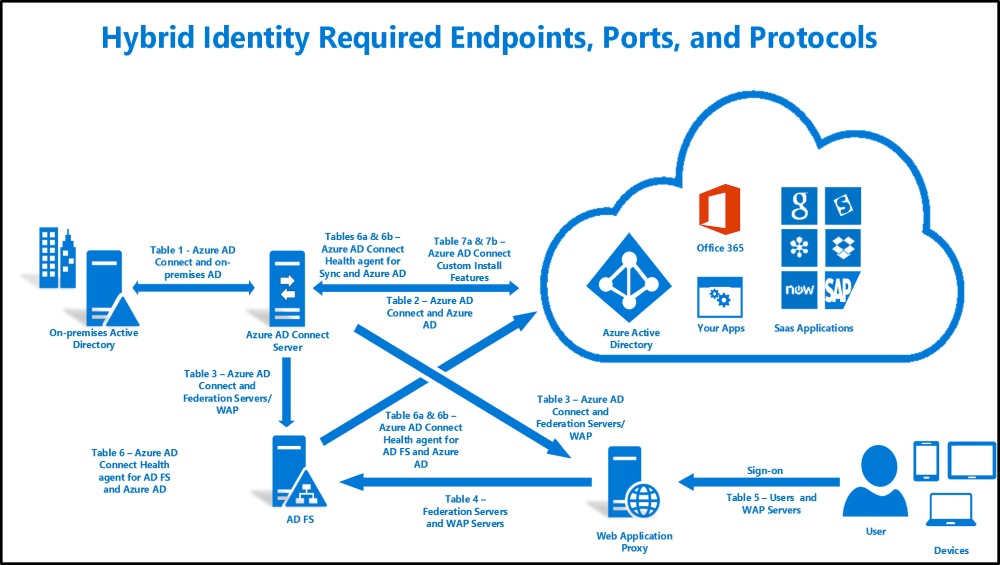 Hybrid Identity Required Endpoints, Ports, and Protocols
Table 1 - Azure AD
Connect and on-
premises AD
Tables 6a & 6b –
Azure AD Connect
Health agent for
Sync and Azure AD
Table 7a & 7b –
Azure AD Connect
Custom Install
Features
Table 2 – Azure AD
Connect and Azure
AD
On-premises Active
Directory
Azure AD Connect
Server
Azure Active
Directory
Office 365
Your Apps
g
S
now
SAP
Saas Applications
Table 3 – Azure AD
Connect and
Federation Servers/
WAP
Table 6a & 6b –
Azure AD Connect
Health agent for
AD FS and Azure
AD
Table 3 – Azure AD
Connect and
Federation Servers/
WAP
Table 6 – Azure AD
Connect Health
agent for AD FS
and Azure AD
AD FS
Table 4 –
Federation Servers
and WAP Servers
Web Application
Proxy
Sign-on
Table 5 – Users and
WAP Servers
User
Devices